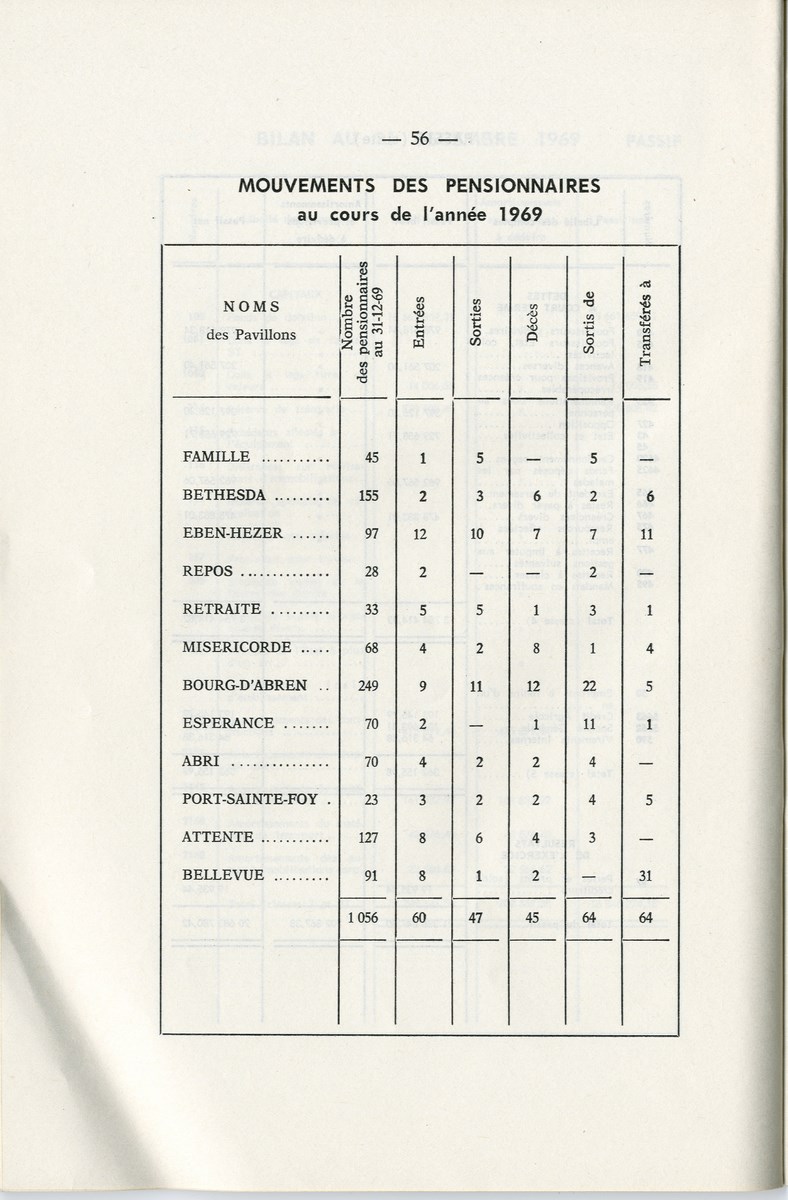 — 56 —
MOUVEMENTS DES PENSIONNAIRES
au cours de l'année 1969
NOMS des Pavillons | Nombre des pensionnaires au 31-12-69 | Entrées | Sorties | Décès | Sortis de | Transférés à
FAMILLE ........... 45 1 5 — 5 —
BETHESDA ......... 155 2 3 6 2 6
EBEN-HEZER ...... 97 12 10 7 7 11
REPOS ............. 28 2 — — 2 —
RETRAITE ......... 33 5 5 1 3 1
MISERICORDE ..... 68 4 2 8 1 4
BOURG-D'ABREN .. 249 9 11 12 22 5
ESPERANCE ....... 70 2 — 1 11 1
ABRI .............. 70 4 2 2 4 —
PORT-SAINTE-FOY . 23 3 2 2 4 5
ATTENTE .......... 127 8 6 4 3 —
BELLEVUE ......... 91 8 1 2 — 31
1 056 60 47 45 64 64